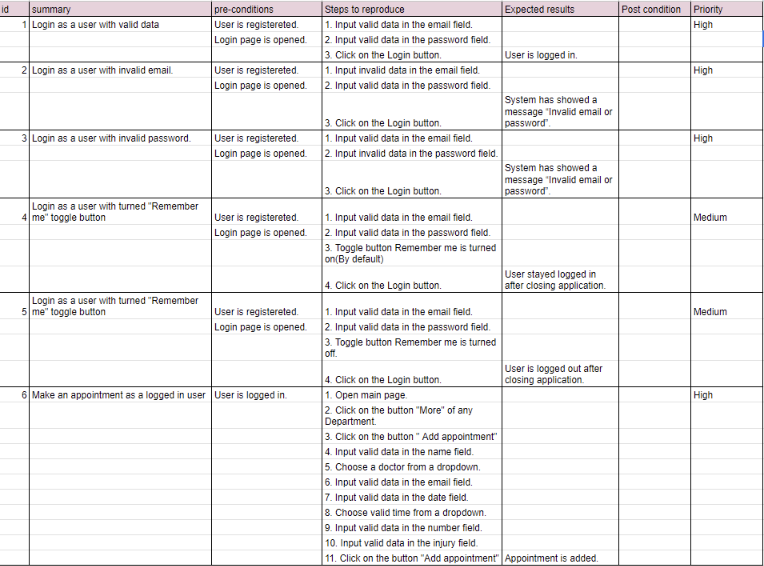 id summary pre-conditions Steps to reproduce Expected results Post condition Priority
1 Login as a user with valid data User is registereted. 1. Input valid data in the email field. High
Login page is opened. 2. Input valid data in the password field.
3. Click on the Login button. User is logged in.
2 Login as a user with invalid email. User is registereted. 1. Input invalid data in the email field. High
Login page is opened. 2. Input valid data in the password field.
System has showed a
message "Invalid email or
3. Click on the Login button. password".
3 Login as a user with invalid password. User is registereted. 1. Input valid data in the email field. High
Login page is opened. 2. Input invalid data in the password field.
System has showed a
message "Invalid email or
3. Click on the Login button. password".
Login as a user with turned "Remember
4 me" toggle button User is registereted. 1. Input valid data in the email field. Medium
Login page is opened. 2. Input valid data in the password field.
3. Toggle button Remember me is turned
on(By default)
User stayed logged in
4. Click on the Login button. after closing application.
Login as a user with turned "Remember
5 me" toggle button User is registereted. 1. Input valid data in the email field. Medium
Login page is opened. 2. Input valid data in the password field.
3. Toggle button Remember me is turned
off.
User is logged out after
4. Click on the Login button. closing application.
6 Make an appointment as a logged in user User is logged in. 1. Open main page. High
2. Click on the button "More" of any
Department.
3. Click on the button " Add appointment"
4. Input valid data in the name field.
5. Choose a doctor from a dropdown.
6. Input valid data in the email field.
7. Input valid data in the date field.
8. Choose valid time from a dropdown.
9. Input valid data in the number field.
10. Input valid data in the injury field.
11. Click on the button "Add appointment" Appointment is added.